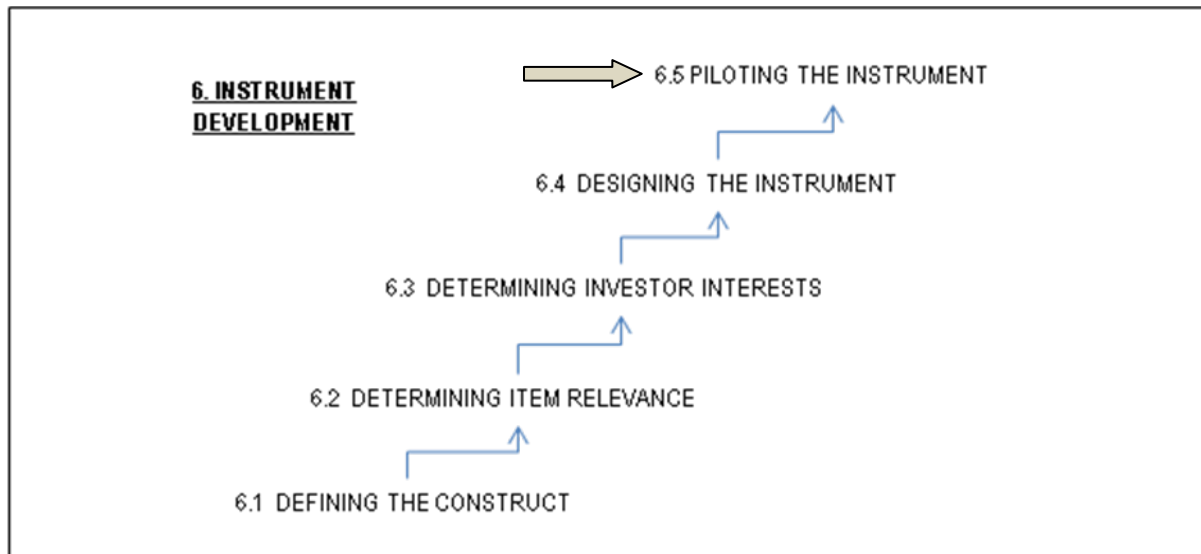 6. INSTRUMENT
DEVELOPMENT
6.5 PILOTING THE INSTRUMENT
6.4 DESIGNING THE INSTRUMENT
6.3 DETERMINING INVESTOR INTERESTS
6.2 DETERMINING ITEM RELEVANCE
6.1 DEFINING THE CONSTRUCT